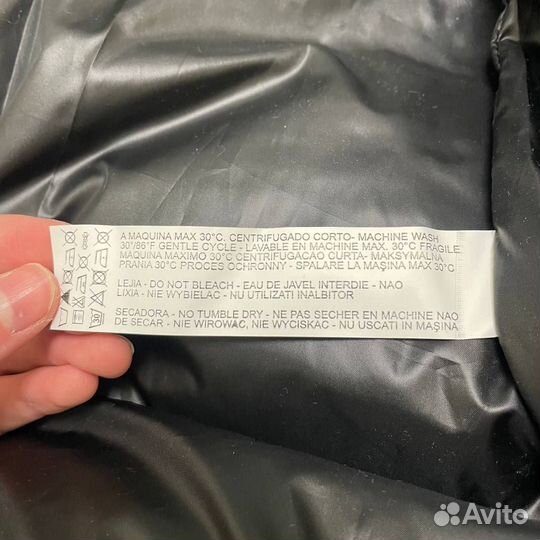 A MAQUINA MAX 30°C. CENTRIFUGADO CORTO- MACHINE WASH
30°/86°F GENTLE CYCLE - LAVABLE EN MACHINE MAX. 30°C FRAGILE
MAQUINA MAXIMO 30°C CENTRIFUGACAO CURTA- MAKSYMALNA
PRANIA 30°C PROCES OCHRONNY - SPALARE LA MAŞINA MAX 30°C
LEJIA - DO NOT BLEACH - EAU DE JAVEL INTERDIE - NAO
LIXIA - NIE WYBIELAC - NU UTILIZATI INALBITOR
SECADORA - NO TUMBLE DRY - NE PAS SECHER EN MACHINE NAO
DE SECAR - NIE WIROWAC, NIE WYCISKAC - NU USCATI IN MAŞINA
Avito